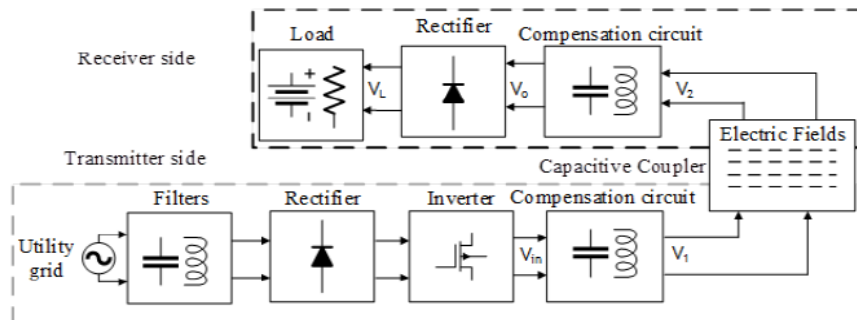 Load
Rectifier
Compensation circuit
Receiver side
+
V_L
V_o
V_2
Electric Fields
Transmitter side
Capacitive Coupler
Filters
Rectifier
Inverter
Compensation circuit
Utility
grid
V_in
V_1